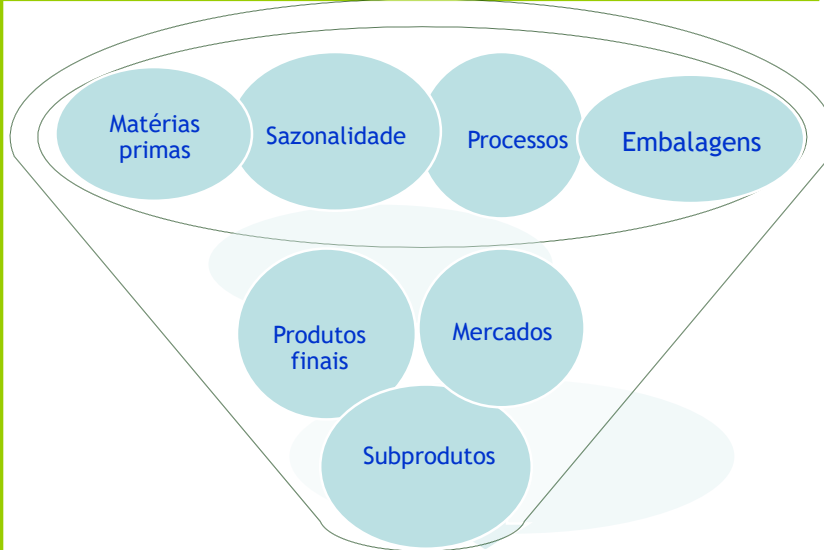 Matérias
primas
Sazonalidade
Processos
Embalagens
Produtos
finais
Mercados
Subprodutos